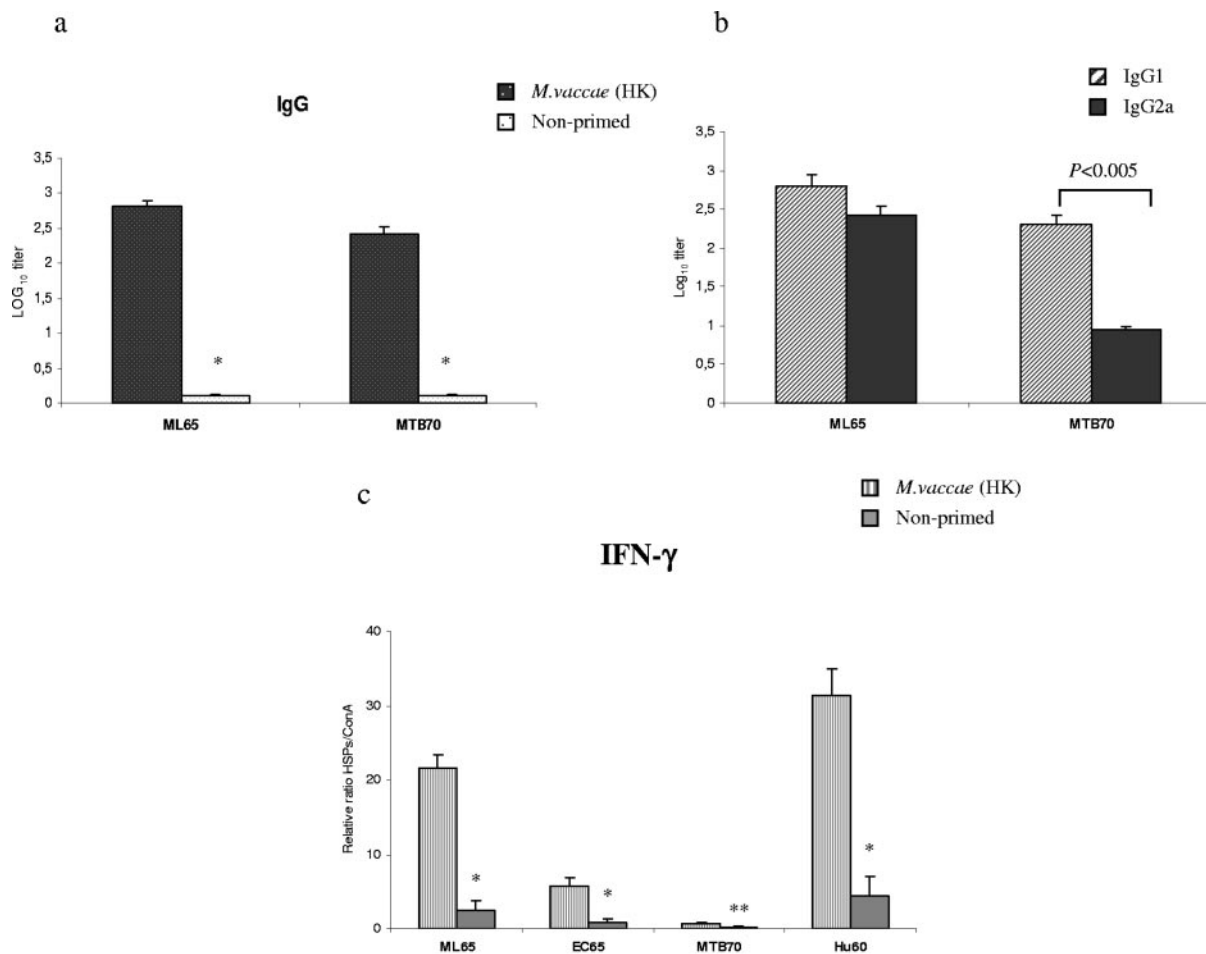 a
IgG
M.vaccae (HK)
Non-primed
LOG10 titer
3,5
3
2,5
2
1,5
1
0,5
0
*
*
ML65
MTB70
b
IgG1
IgG2a
Log10 titer
3,5
3
2,5
2
1,5
1
0,5
0
P<0.005
ML65
MTB70
c
M.vaccae (HK)
Non-primed
IFN-γ
Relative ratio HSPs/ConA
40
30
20
10
0
*
*
**
*
ML65
EC65
MTB70
Hu60